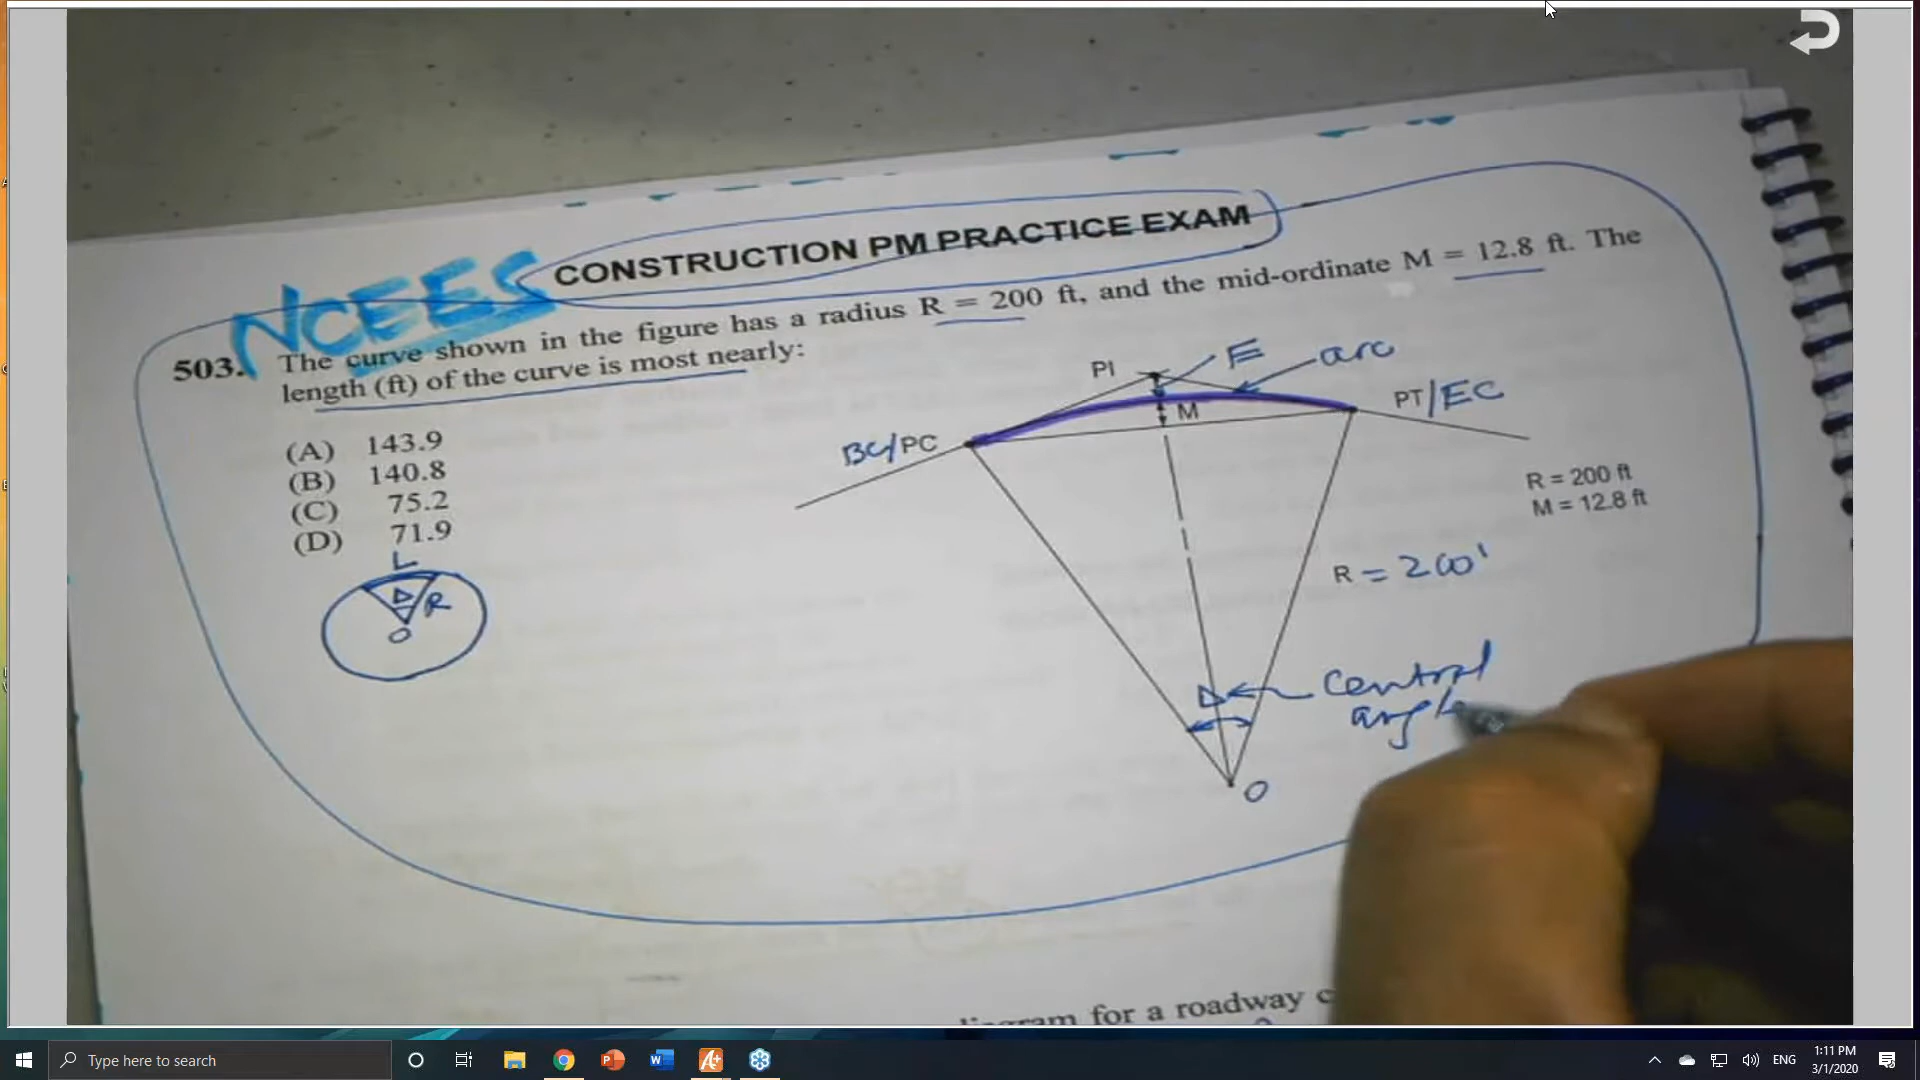 NCEES
CONSTRUCTION PM PRACTICE EXAM
503. The curve shown in the figure has a radius R = 200 ft, and the mid-ordinate M = 12.8 ft. The
length (ft) of the curve is most nearly:
(A) 143.9
(B) 140.8
(C) 75.2
(D) 71.9
L
Δ
R
O
PI
E
arc
M
BC/PC
PT/EC
R = 200 ft
M = 12.8 ft
R = 200'
Δ
central
angle
O
diagram for a roadway
Type here to search
ENG
1:11 PM
3/1/2020